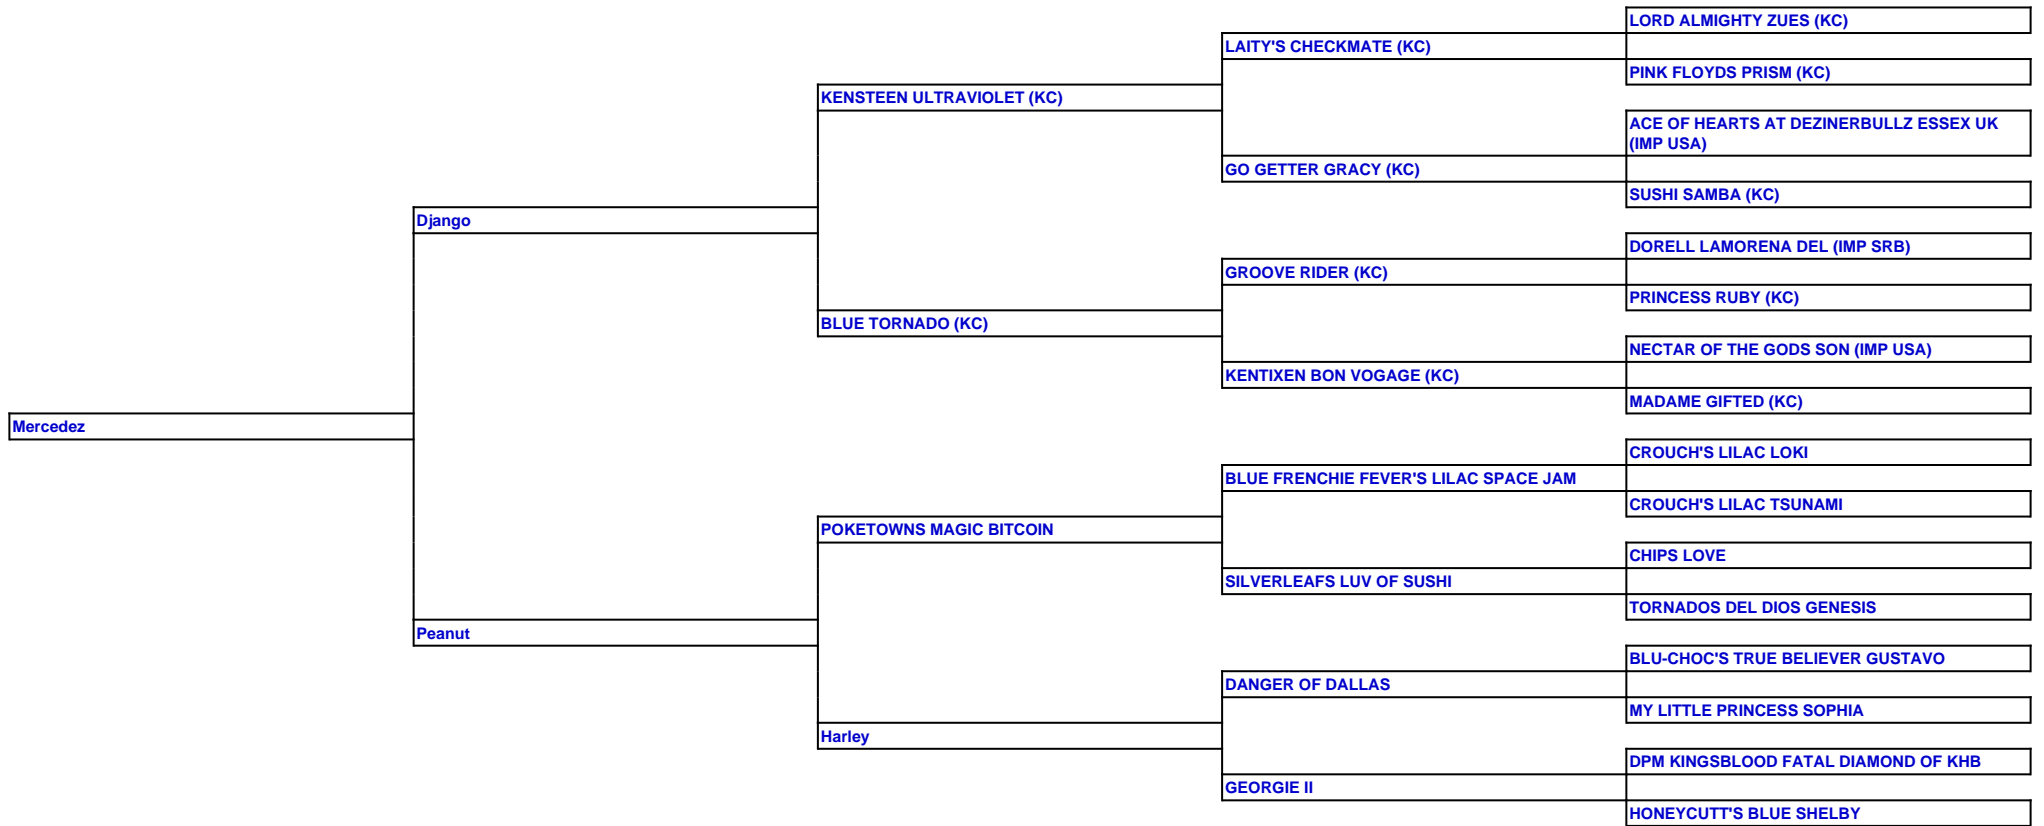 LORD ALMIGHTY ZUES (KC)
LAITY'S CHECKMATE (KC)
PINK FLOYDS PRISM (KC)
KENSTEEN ULTRAVIOLET (KC)
ACE OF HEARTS AT DEZINERBULLZ ESSEX UK
(IMP USA)
GO GETTER GRACY (KC)
SUSHI SAMBA (KC)
Django
DORELL LAMORENA DEL (IMP SRB)
GROOVE RIDER (KC)
PRINCESS RUBY (KC)
BLUE TORNADO (KC)
NECTAR OF THE GODS SON (IMP USA)
KENTIXEN BON VOGAGE (KC)
MADAME GIFTED (KC)
Mercedez
CROUCH'S LILAC LOKI
BLUE FRENCHIE FEVER'S LILAC SPACE JAM
CROUCH'S LILAC TSUNAMI
POKETOWNS MAGIC BITCOIN
CHIPS LOVE
SILVERLEAFS LUV OF SUSHI
TORNADOS DEL DIOS GENESIS
Peanut
BLU-CHOC'S TRUE BELIEVER GUSTAVO
DANGER OF DALLAS
MY LITTLE PRINCESS SOPHIA
Harley
DPM KINGSBLOOD FATAL DIAMOND OF KHB
GEORGIE II
HONEYCUTT'S BLUE SHELBY